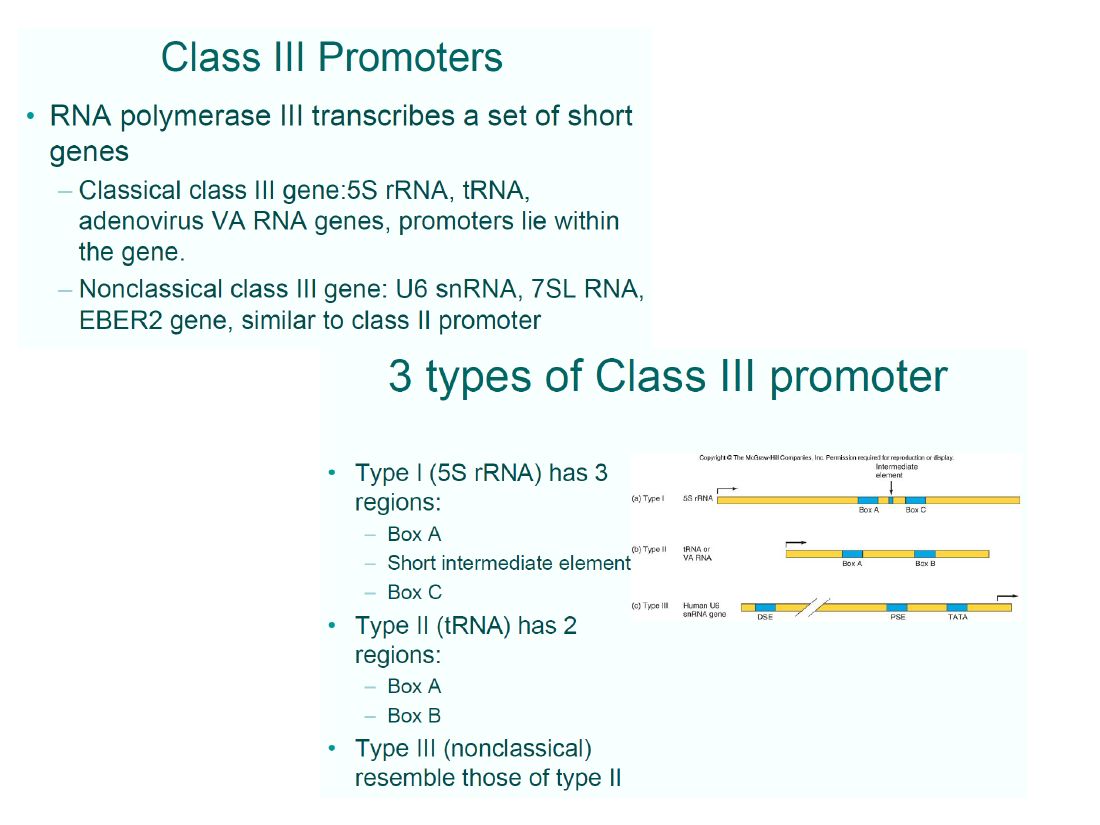 Class III Promoters
• RNA polymerase III transcribes a set of short
genes
– Classical class III gene:5S rRNA, tRNA,
adenovirus VA RNA genes, promoters lie within
the gene.
– Nonclassical class III gene: U6 snRNA, 7SL RNA,
EBER2 gene, similar to class II promoter
3 types of Class III promoter
• Type I (5S rRNA) has 3
regions:
– Box A
– Short intermediate element
– Box C
• Type II (tRNA) has 2
regions:
– Box A
– Box B
• Type III (nonclassical)
resemble those of type II
Copyright © The McGraw-Hill Companies, Inc. Permission required for reproduction or display.
Intermediate
element
(a) Type I 5S rRNA
Box A Box C
(b) Type II tRNA or
VA RNA
Box A Box B
(c) Type III Human U6
snRNA gene
DSE PSE TATA